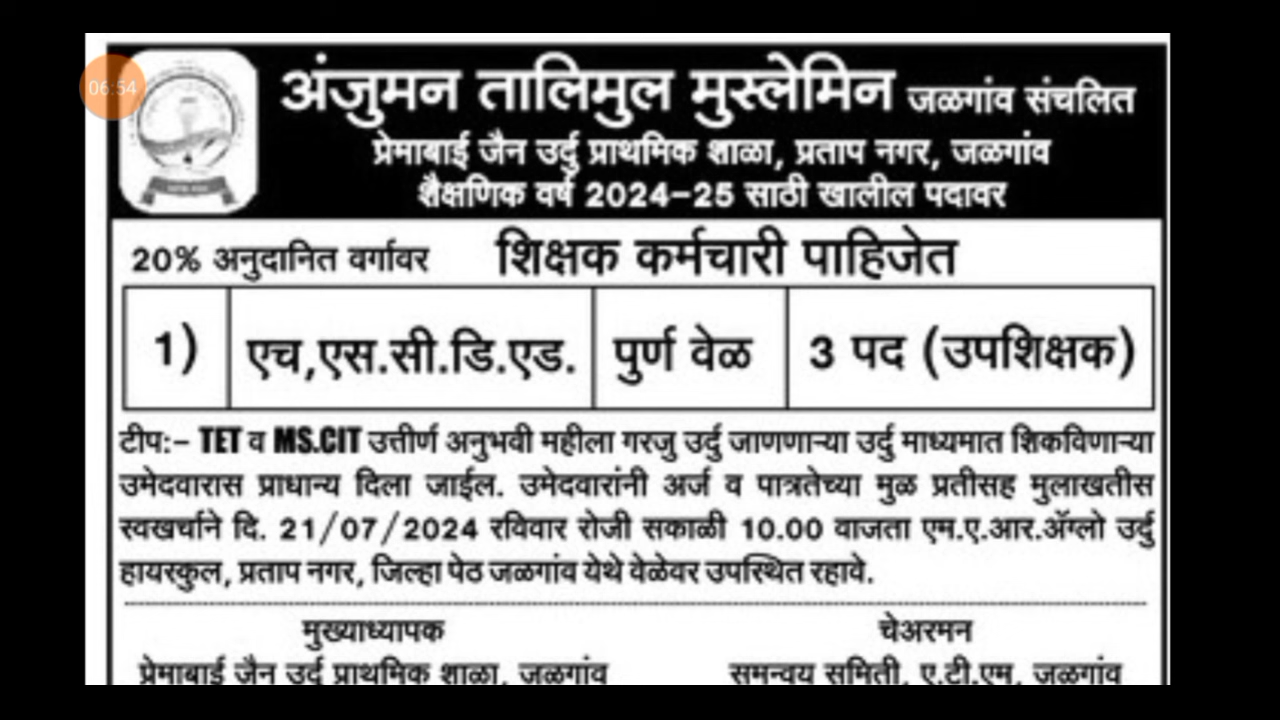 06:54
अंजुमन तालिमुल मुस्लेमिन जळगांव संचलित
प्रेमाबाई जैन उर्दु प्राथमिक शाळा, प्रताप नगर, जळगांव
शैक्षणिक वर्ष 2024-25 साठी खालील पदावर
20% अनुदानित वर्गावर शिक्षक कर्मचारी पाहिजेत
1) एच,एस.सी.डि.एड. पुर्ण वेळ 3 पद (उपशिक्षक)
टीप:- TET व MS.CIT उत्तीर्ण अनुभवी महीला गरजु उर्दु जाणणाऱ्या उर्दु माध्यमात शिकविणाऱ्या
उमेदवारास प्राधान्य दिला जाईल. उमेदवारांनी अर्ज व पात्रतेच्या मुळ प्रतीसह मुलाखतीस
स्वखर्चाने दि. 21/07/2024 रविवार रोजी सकाळी 10.00 वाजता एम.ए.आर.ॲंग्लो उर्दु
हायरकुल, प्रताप नगर, जिल्हा पेठ जळगांव येथे वेळेवर उपस्थित रहावे.
मुख्याध्यापक चेअरमन
प्रेमाबाई जैन उर्दु प्राथमिक शाळा, जळगांव समन्वय समिती, ए.टी.एम, जळगांव